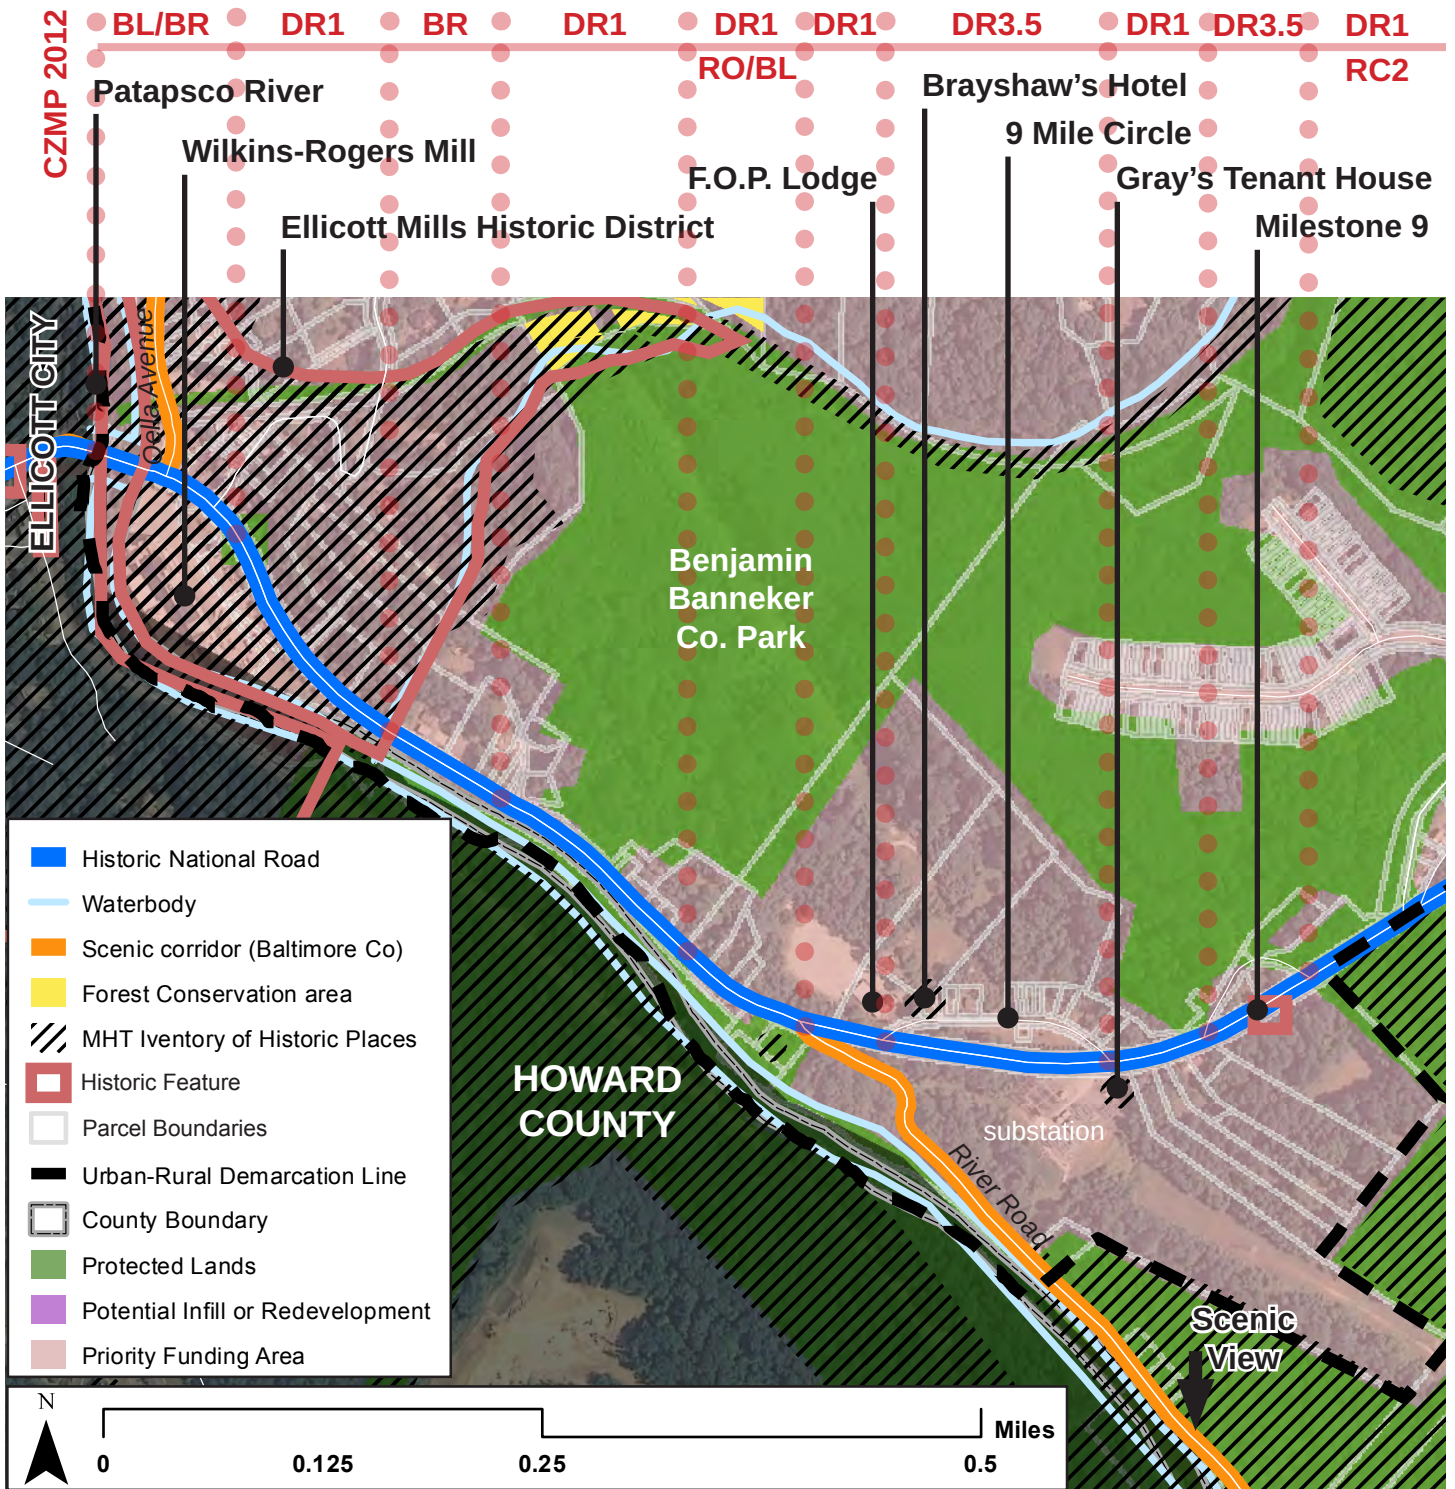 CZMP 2012
BL/BR DR1 BR DR1 DR1 DR1 DR3.5 DR1 DR3.5 DR1
RO/BL RC2
Patapsco River
Brayshaw's Hotel
9 Mile Circle
Wilkins-Rogers Mill
F.O.P. Lodge
Gray's Tenant House
Ellicott Mills Historic District
Milestone 9
ELLICOTT CITY
Oella Avenue
Benjamin
Banneker
Co. Park
HOWARD
COUNTY
substation
River Road
Scenic
View
Historic National Road
Waterbody
Scenic corridor (Baltimore Co)
Forest Conservation area
MHT Iventory of Historic Places
Historic Feature
Parcel Boundaries
Urban-Rural Demarcation Line
County Boundary
Protected Lands
Potential Infill or Redevelopment
Priority Funding Area
N
Miles
0 0.125 0.25 0.5